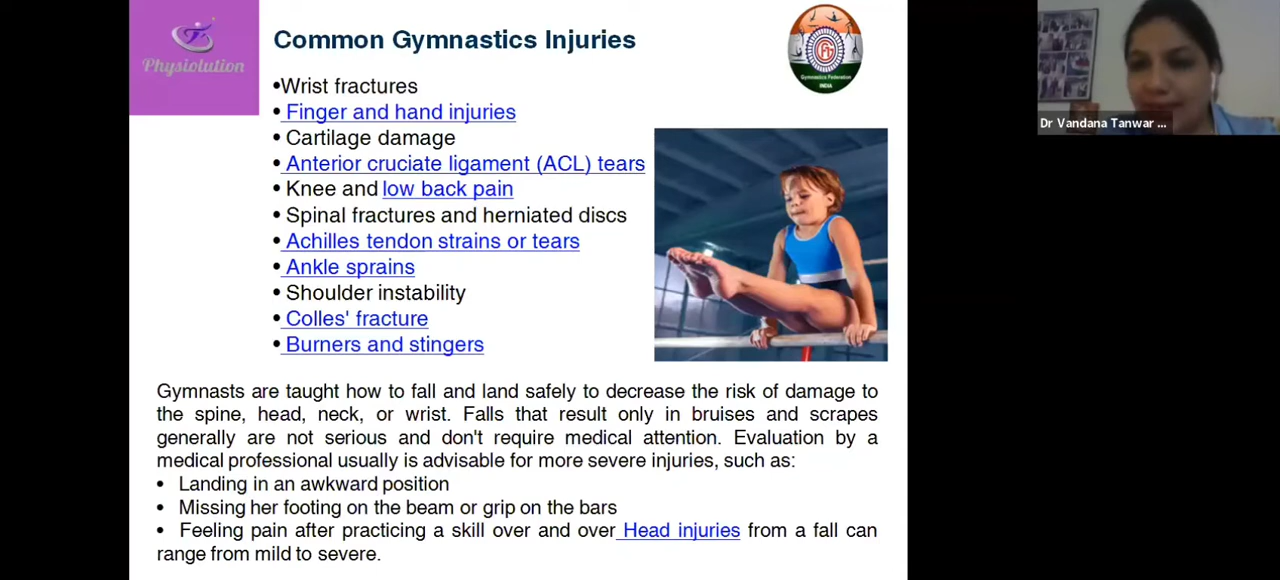 Physiolution
Common Gymnastics Injuries
Gymnastics Federation
INDIA
Dr Vandana Tanwar ...
•Wrist fractures
• Finger and hand injuries
• Cartilage damage
• Anterior cruciate ligament (ACL) tears
• Knee and low back pain
• Spinal fractures and herniated discs
• Achilles tendon strains or tears
• Ankle sprains
• Shoulder instability
• Colles' fracture
• Burners and stingers
Gymnasts are taught how to fall and land safely to decrease the risk of damage to
the spine, head, neck, or wrist. Falls that result only in bruises and scrapes
generally are not serious and don't require medical attention. Evaluation by a
medical professional usually is advisable for more severe injuries, such as:
• Landing in an awkward position
• Missing her footing on the beam or grip on the bars
• Feeling pain after practicing a skill over and over Head injuries from a fall can
range from mild to severe.